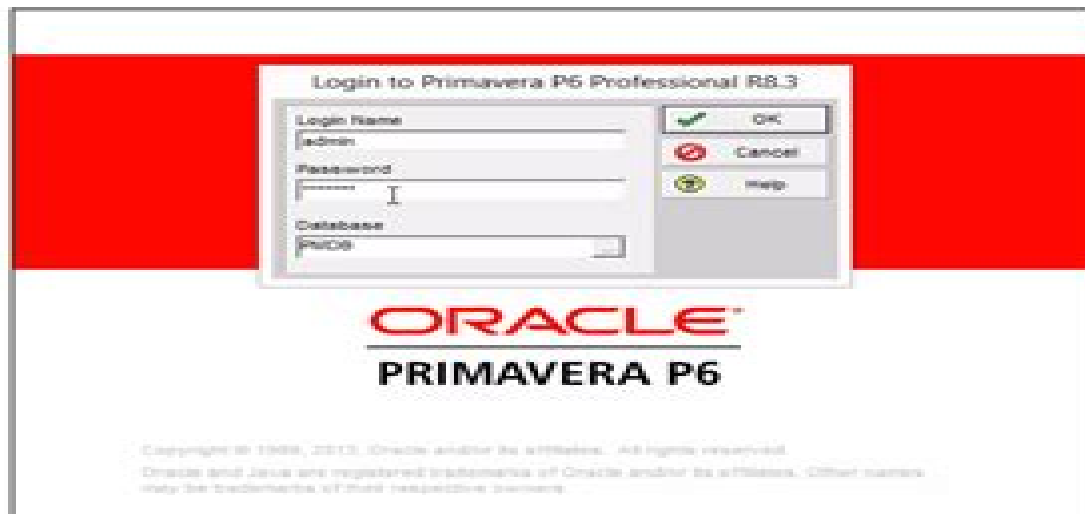 Login to Primavera P6 Professional R8.3
Login Name
admin
OK
Cancel
Password
Help
Database
PMDB
ORACLE
PRIMAVERA P6
Copyright © 1999, 2013, Oracle and/or its affiliates. All rights reserved.
Oracle and Java are registered trademarks of Oracle and/or its affiliates. Other names
may be trademarks of their respective owners.